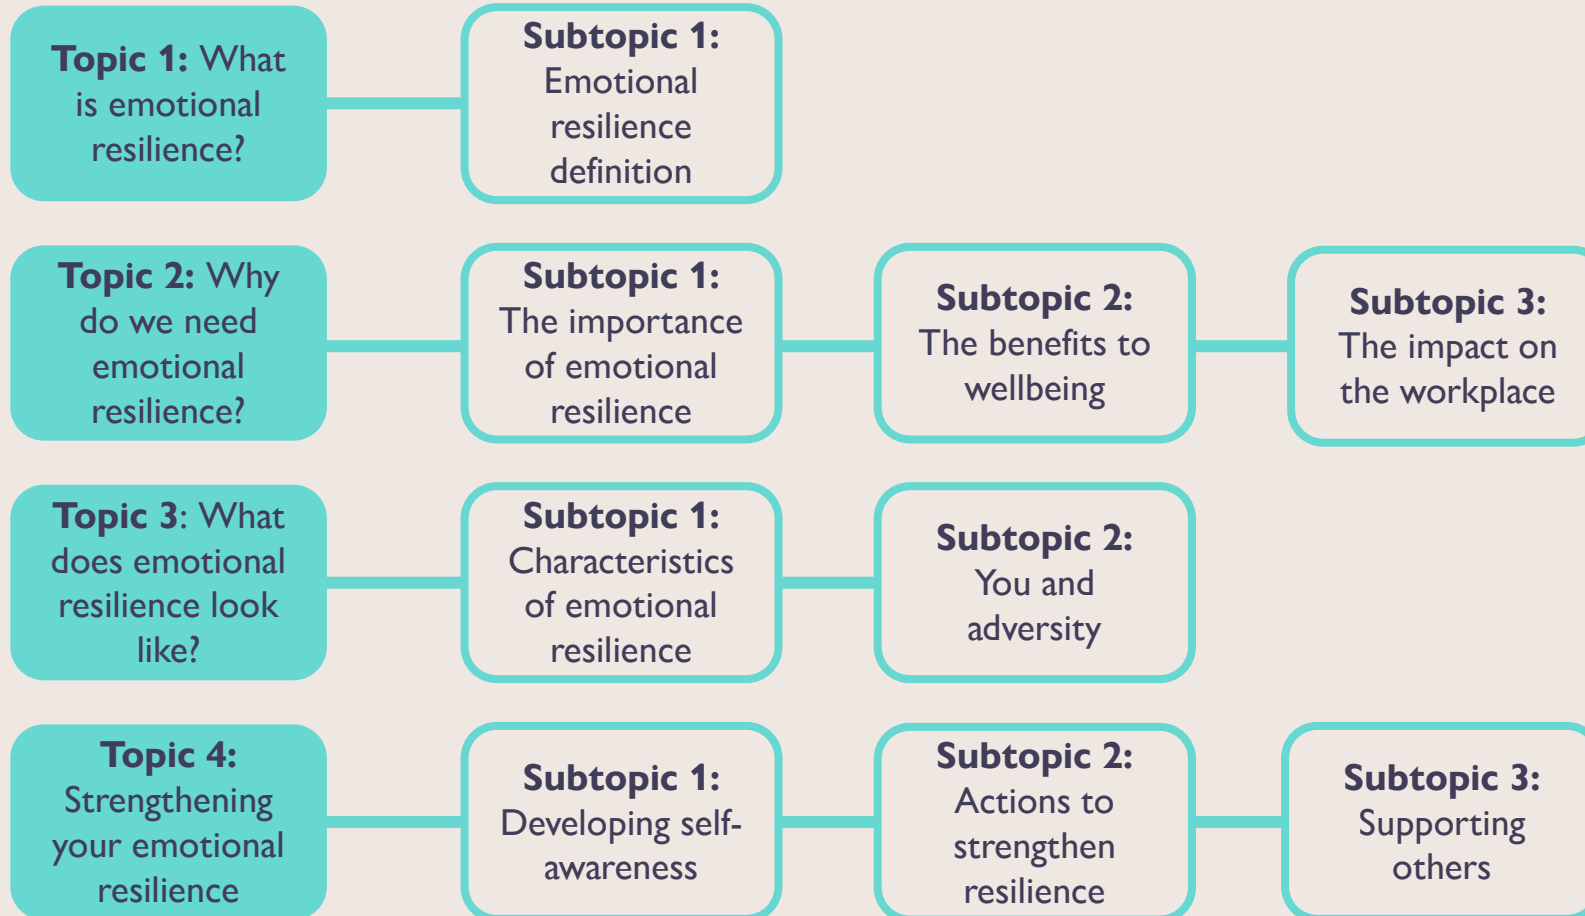 Topic 1: What
is emotional
resilience?
Subtopic 1:
Emotional
resilience
definition
Topic 2: Why
do we need
emotional
resilience?
Subtopic 1:
The importance
of emotional
resilience
Subtopic 2:
The benefits to
wellbeing
Subtopic 3:
The impact on
the workplace
Topic 3: What
does emotional
resilience look
like?
Subtopic 1:
Characteristics
of emotional
resilience
Subtopic 2:
You and
adversity
Topic 4:
Strengthening
your emotional
resilience
Subtopic 1:
Developing self-
awareness
Subtopic 2:
Actions to
strengthen
resilience
Subtopic 3:
Supporting
others